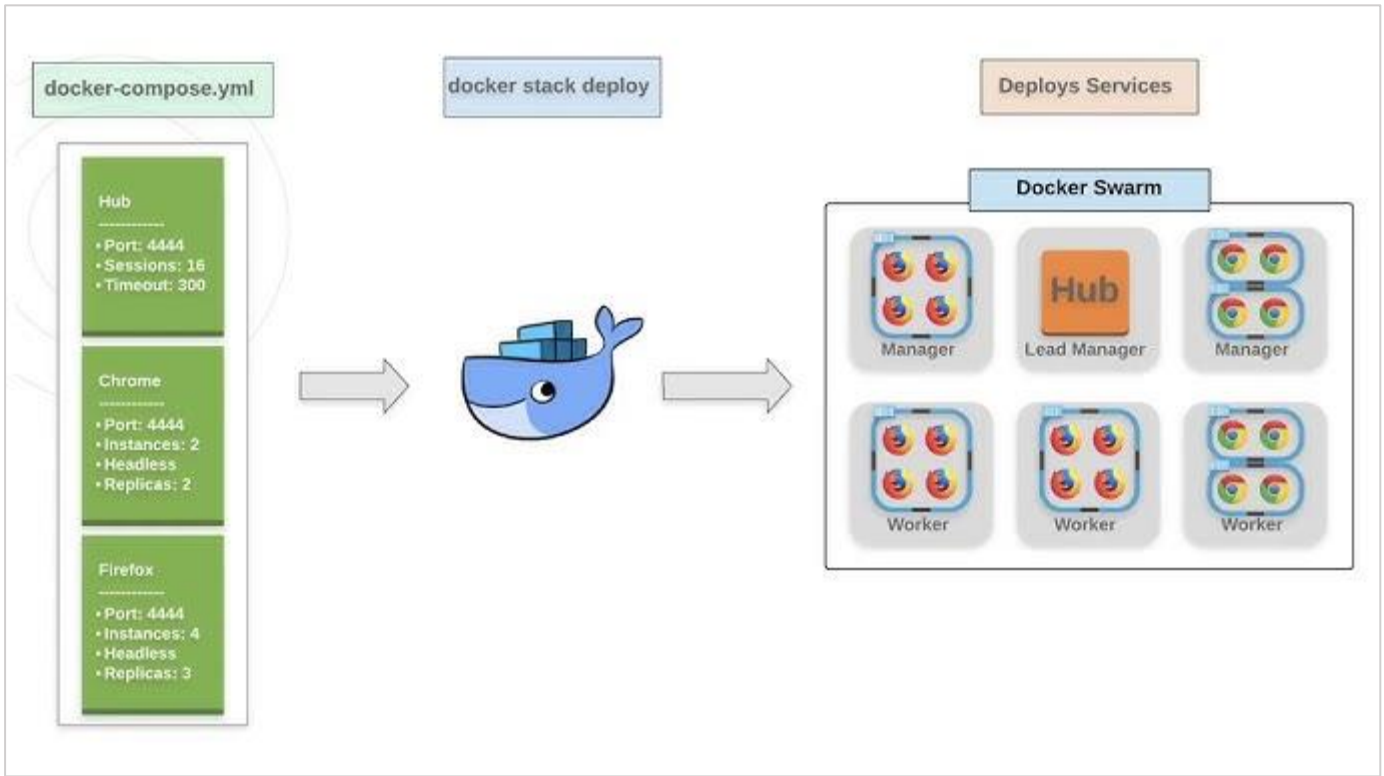 docker-compose.yml
docker stack deploy
Deploys Services
Hub
-------------
• Port: 4444
• Sessions: 16
• Timeout: 300
Chrome
-------------
• Port: 4444
• Instances: 2
• Headless
• Replicas: 2
Firefox
-------------
• Port: 4444
• Instances: 4
• Headless
• Replicas: 3
Docker Swarm
Hub
Manager
Lead Manager
Manager
Worker
Worker
Worker